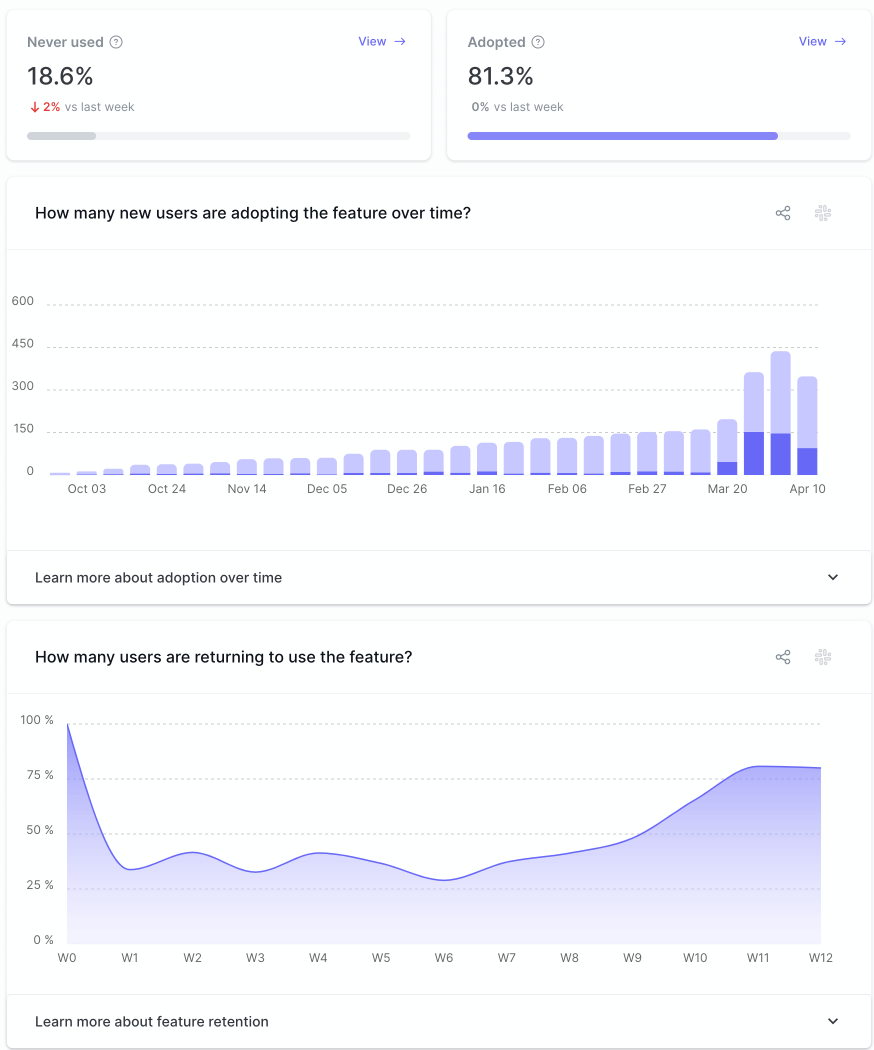 Never used ? View →
18.6%
↓ 2% vs last week
Adopted ? View →
81.3%
0% vs last week
How many new users are adopting the feature over time?
600
450
300
150
0
Oct 03 Oct 24 Nov 14 Dec 05 Dec 26 Jan 16 Feb 06 Feb 27 Mar 20 Apr 10
Learn more about adoption over time
How many users are returning to use the feature?
100 %
75 %
50 %
25 %
0 %
W0 W1 W2 W3 W4 W5 W6 W7 W8 W9 W10 W11 W12
Learn more about feature retention